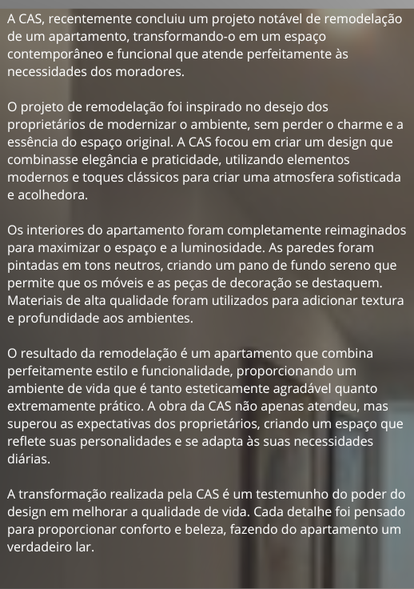 A CAS, recentemente concluiu um projeto notável de remodelação
de um apartamento, transformando-o em um espaço
contemporâneo e funcional que atende perfeitamente às
necessidades dos moradores.
O projeto de remodelação foi inspirado no desejo dos
proprietários de modernizar o ambiente, sem perder o charme e a
essência do espaço original. A CAS focou em criar um design que
combinasse elegância e praticidade, utilizando elementos
modernos e toques clássicos para criar uma atmosfera sofisticada
e acolhedora.
Os interiores do apartamento foram completamente reimaginados
para maximizar o espaço e a luminosidade. As paredes foram
pintadas em tons neutros, criando um pano de fundo sereno que
permite que os móveis e as peças de decoração se destaquem.
Materiais de alta qualidade foram utilizados para adicionar textura
e profundidade aos ambientes.
O resultado da remodelação é um apartamento que combina
perfeitamente estilo e funcionalidade, proporcionando um
ambiente de vida que é tanto esteticamente agradável quanto
extremamente prático. A obra da CAS não apenas atendeu, mas
superou as expectativas dos proprietários, criando um espaço que
reflete suas personalidades e se adapta às suas necessidades
diárias.
A transformação realizada pela CAS é um testemunho do poder do
design em melhorar a qualidade de vida. Cada detalhe foi pensado
para proporcionar conforto e beleza, fazendo do apartamento um
verdadeiro lar.